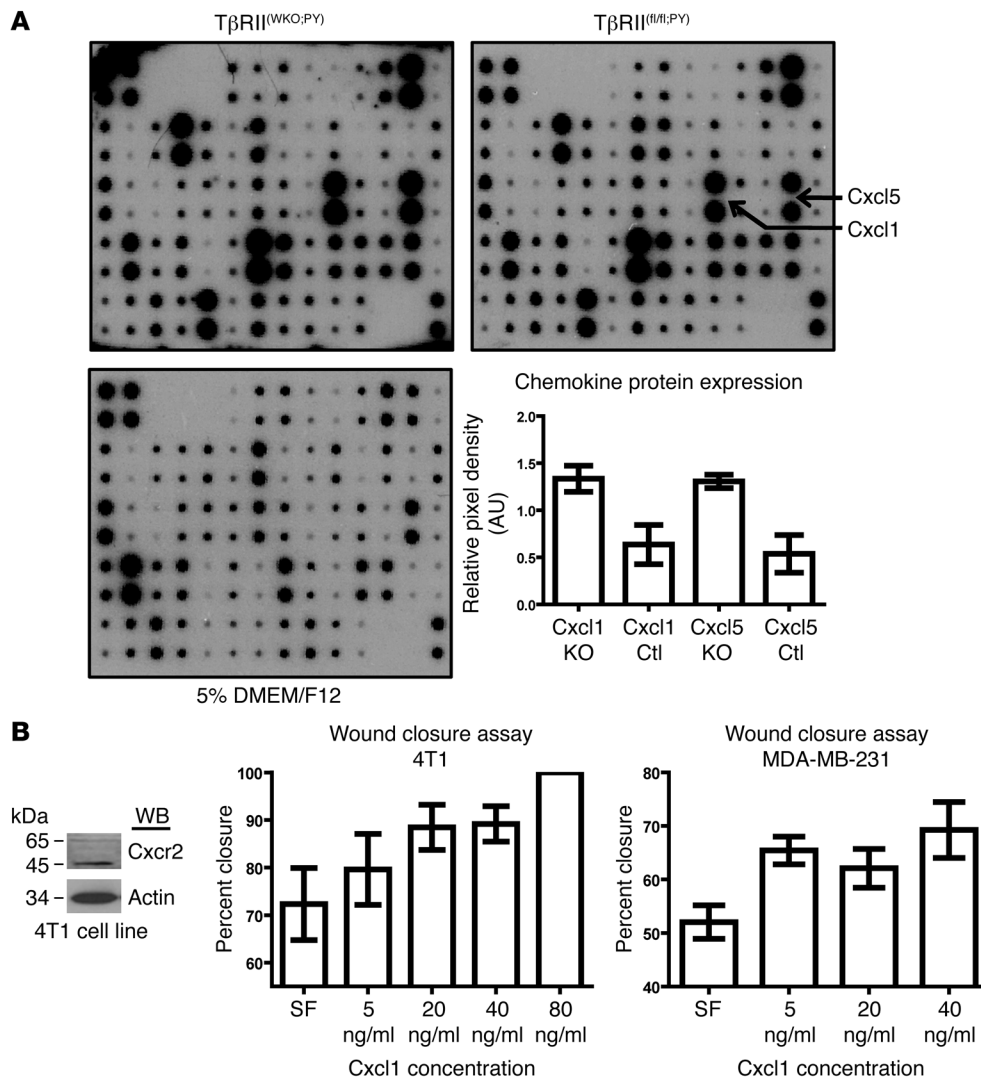 A
TβRII(WKO;PY)
TβRII(fl/fl;PY)
Cxcl5
Cxcl1
5% DMEM/F12
Chemokine protein expression
Relative pixel density
(AU)
2.0
1.5
1.0
0.5
0.0
Cxcl1 KO
Cxcl1 Ctl
Cxcl5 KO
Cxcl5 Ctl
B
kDa
WB
65
Cxcr2
45
34
Actin
4T1 cell line
Wound closure assay
4T1
Percent closure
100
90
80
70
60
SF
5 ng/ml
20 ng/ml
40 ng/ml
80 ng/ml
Cxcl1 concentration
Wound closure assay
MDA-MB-231
Percent closure
80
70
60
50
40
SF
5 ng/ml
20 ng/ml
40 ng/ml
Cxcl1 concentration